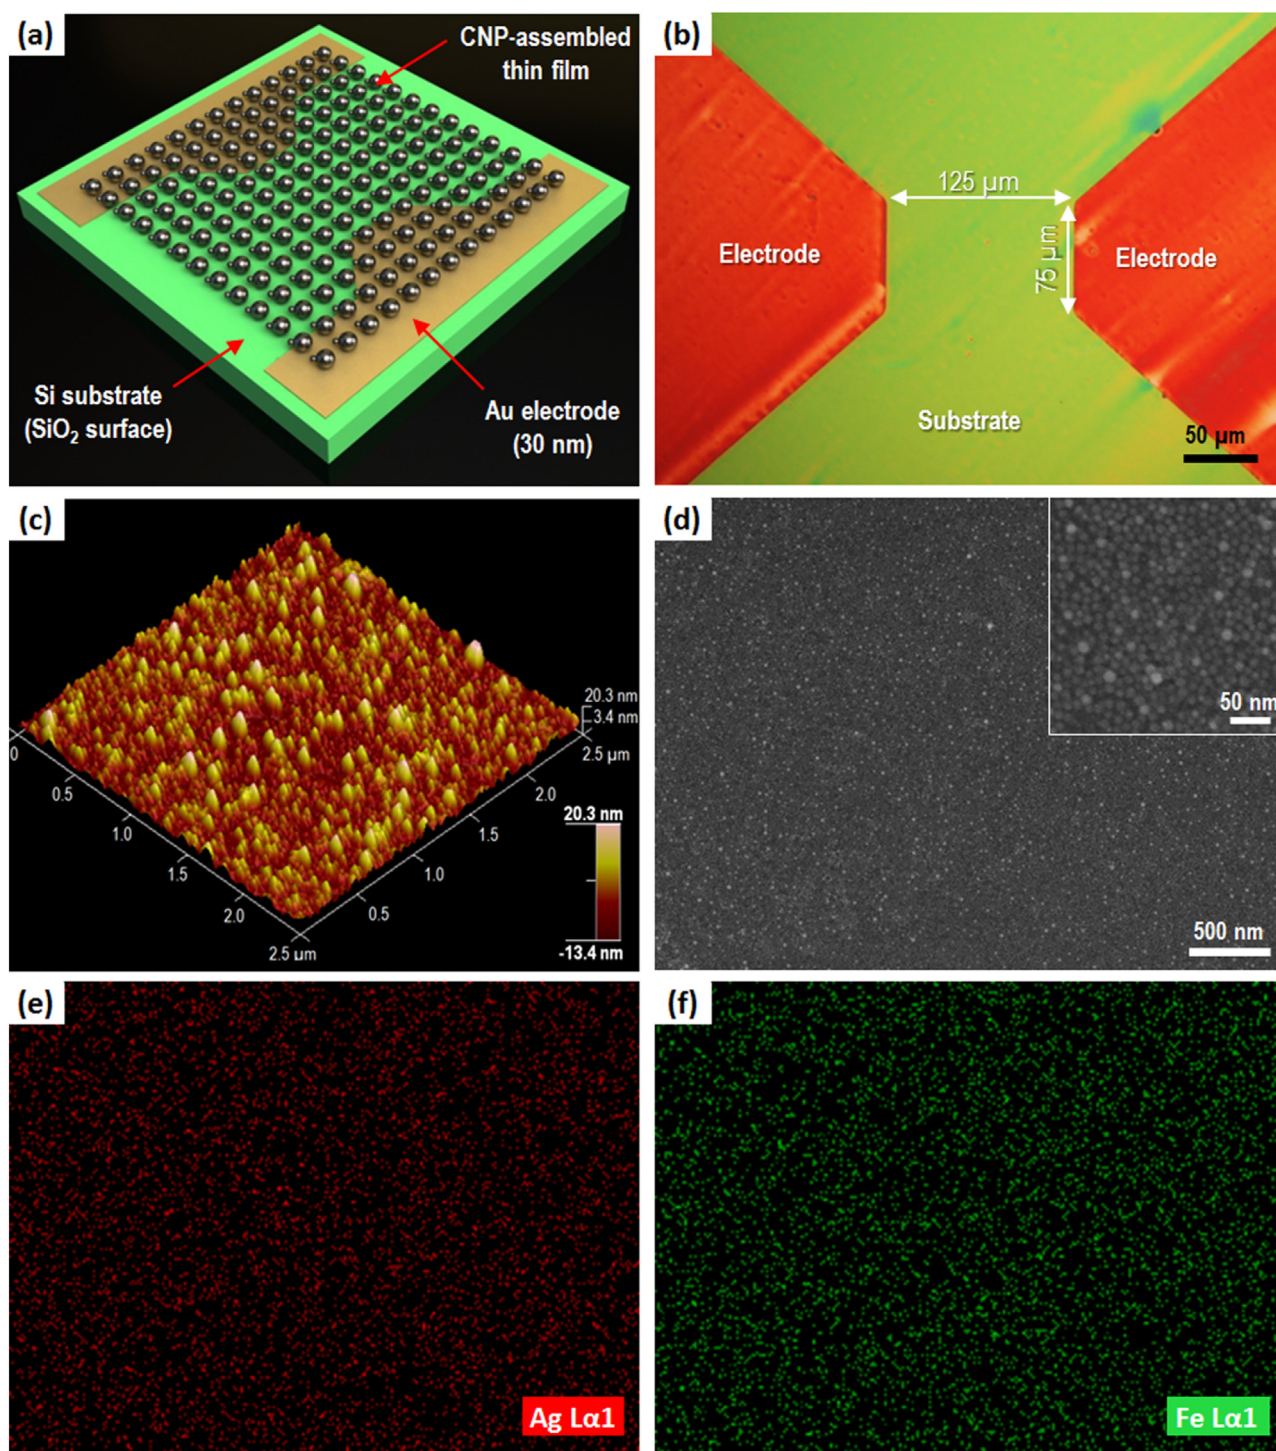 (a)
CNP-assembled
thin film
Si substrate
(SiO₂ surface)
Au electrode
(30 nm)
(b)
125 µm
75 µm
Electrode
Electrode
Substrate
50 µm
(c)
20.3 nm
3.4 nm
2.5 µm
0
0.5
1.0
1.5
2.0
2.5 µm
0.5
1.0
1.5
2.0
20.3 nm
-13.4 nm
(d)
50 nm
500 nm
(e)
Ag Lα1
(f)
Fe Lα1